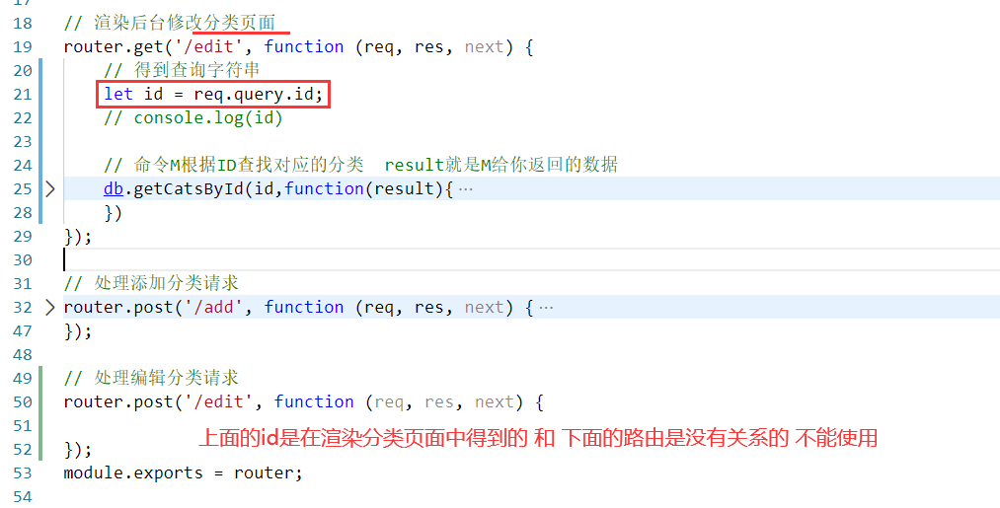 17
18 // 渲染后台修改分类页面
19 router.get('/edit', function (req, res, next) {
20 // 得到查询字符串
21 let id = req.query.id;
22 // console.log(id)
23
24 // 命令M根据ID查找对应的分类  result就是M给你返回的数据
25 db.getCatsById(id,function(result){ ⋯
28 })
29 });
30
31 // 处理添加分类请求
32 router.post('/add', function (req, res, next) { ⋯
47 });
48
49 // 处理编辑分类请求
50 router.post('/edit', function (req, res, next) {
51
上面的id是在渲染分类页面中得到的 和 下面的路由是没有关系的 不能使用
52 });
53 module.exports = router;
54